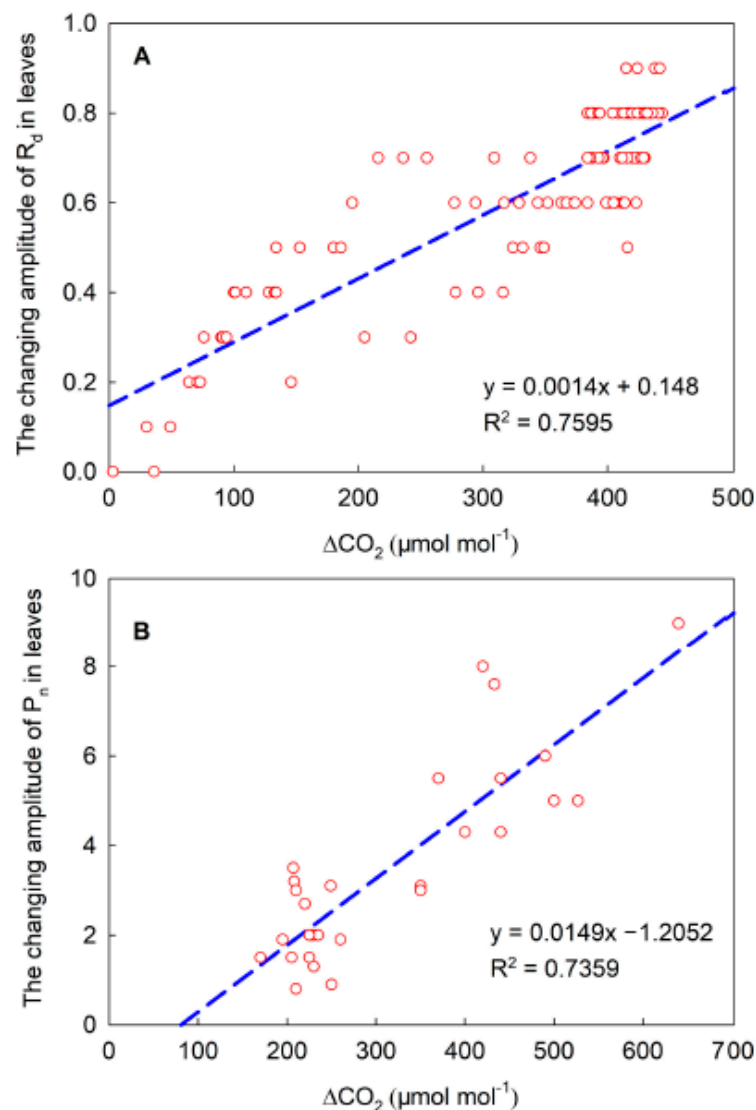 The changing amplitude of Rd in leaves
A
1.0
0.8
0.6
0.4
0.2
0.0
y = 0.0014x + 0.148
R² = 0.7595
0 100 200 300 400 500
ΔCO₂ (μmol mol⁻¹)
The changing amplitude of Pₙ in leaves
B
10
8
6
4
2
0
y = 0.0149x −1.2052
R² = 0.7359
0 100 200 300 400 500 600 700
ΔCO₂ (μmol mol⁻¹)